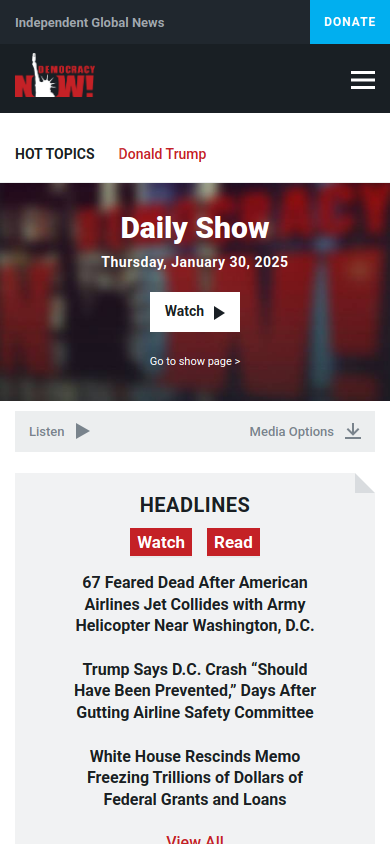 Independent Global News
DONATE
DEMOCRACY
NOW!
HOT TOPICS Donald Trump
Daily Show
Thursday, January 30, 2025
Watch
Go to show page >
Listen
Media Options
HEADLINES
Watch Read
67 Feared Dead After American
Airlines Jet Collides with Army
Helicopter Near Washington, D.C.
Trump Says D.C. Crash “Should
Have Been Prevented,” Days After
Gutting Airline Safety Committee
White House Rescinds Memo
Freezing Trillions of Dollars of
Federal Grants and Loans
View All